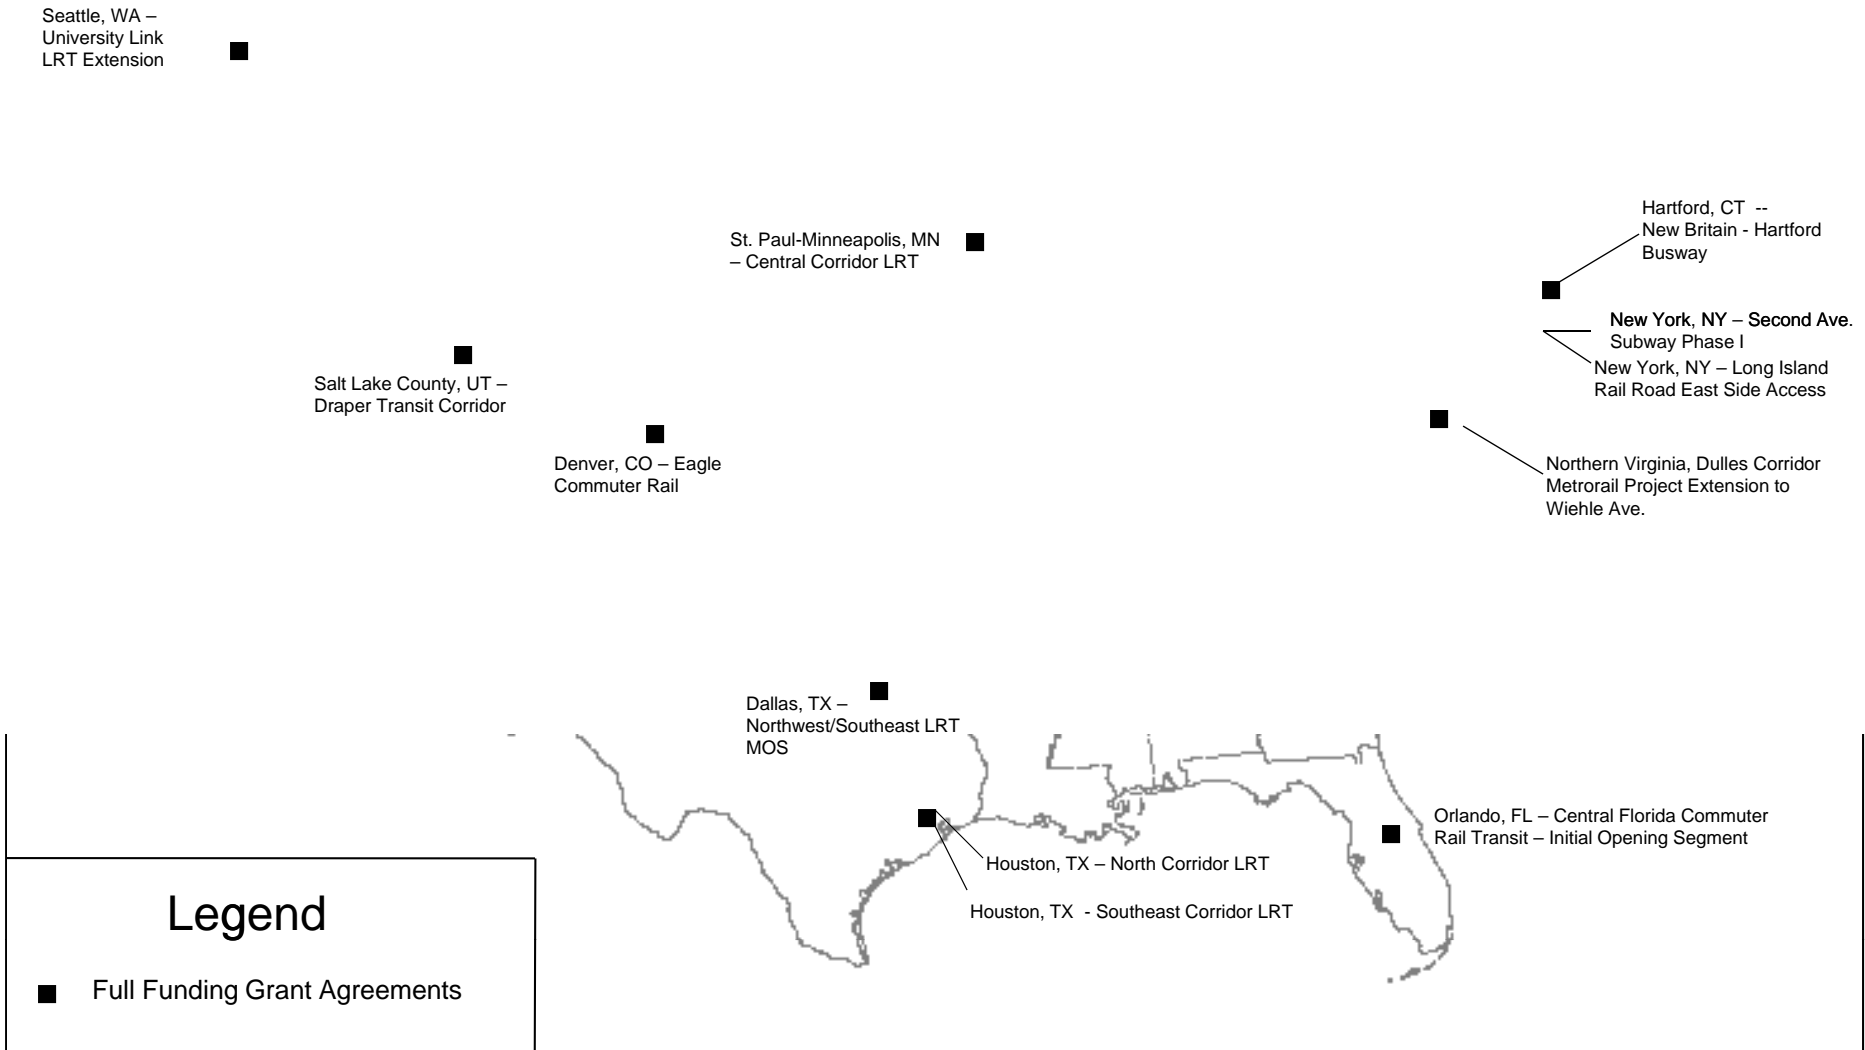 Seattle, WA –
University Link
LRT Extension
Hartford, CT  --
New Britain - Hartford
Busway
St. Paul-Minneapolis, MN
– Central Corridor LRT
New York, NY – Second Ave.
Subway Phase I
New York, NY – Long Island
Rail Road East Side Access
Salt Lake County, UT –
Draper Transit Corridor
Denver, CO – Eagle
Commuter Rail
Northern Virginia, Dulles Corridor
Metrorail Project Extension to
Wiehle Ave.
Dallas, TX –
Northwest/Southeast LRT
MOS
Orlando, FL – Central Florida Commuter
Rail Transit – Initial Opening Segment
Houston, TX – North Corridor LRT
Houston, TX  - Southeast Corridor LRT
Legend
Full Funding Grant Agreements